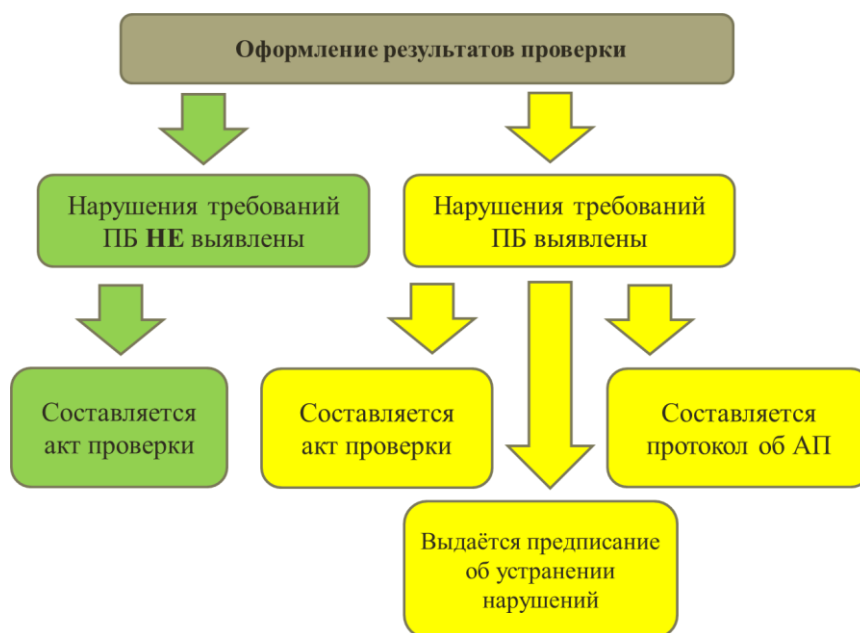 Оформление результатов проверки
Нарушения требований
ПБ НЕ выявлены
Нарушения требований
ПБ выявлены
Составляется
акт проверки
Составляется
акт проверки
Составляется
протокол об АП
Выдаётся предписание
об устранении
нарушений